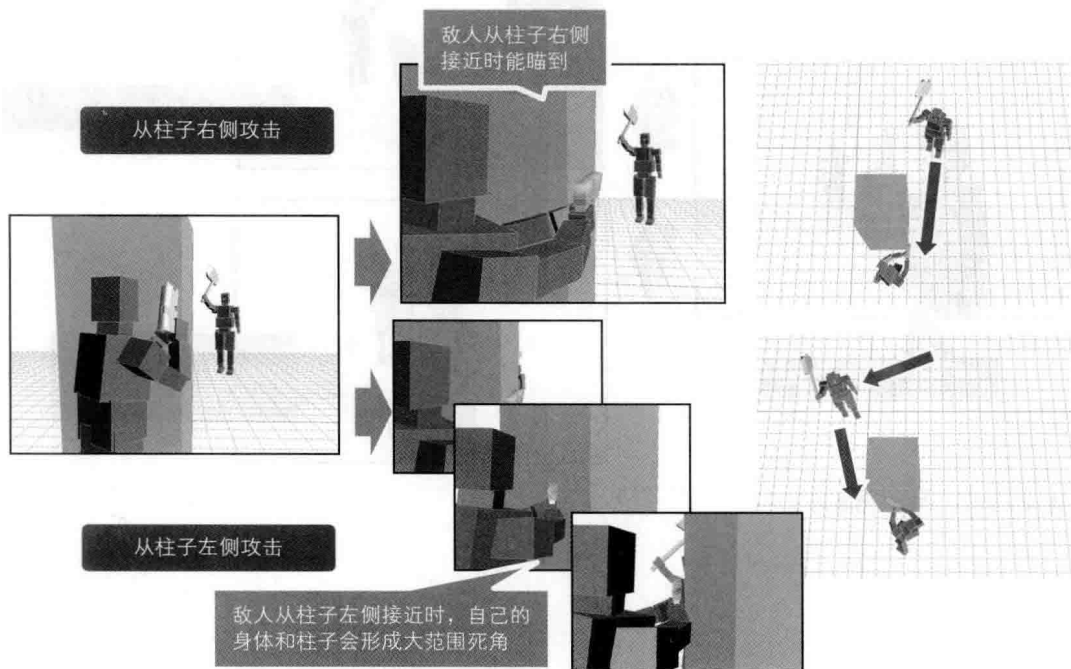 敌人从柱子右侧
接近时能瞄到
从柱子右侧攻击
从柱子左侧攻击
敌人从柱子左侧接近时，自己的
身体和柱子会形成大范围死角